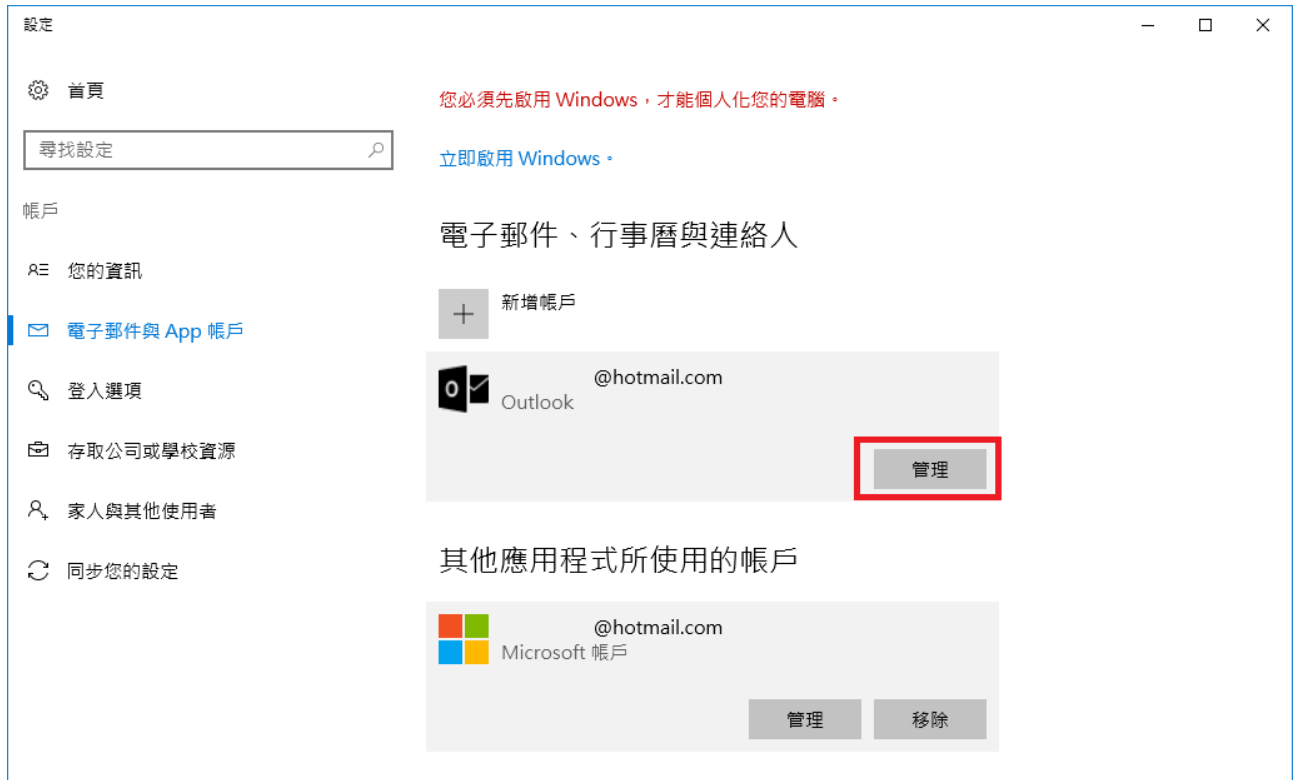 設定
首頁
尋找設定
帳戶
您的資訊
電子郵件與 App 帳戶
登入選項
存取公司或學校資源
家人與其他使用者
同步您的設定
您必須先啟用 Windows，才能個人化您的電腦。
立即啟用 Windows。
電子郵件、行事曆與連絡人
新增帳戶
@hotmail.com
Outlook
管理
其他應用程式所使用的帳戶
@hotmail.com
Microsoft 帳戶
管理 移除